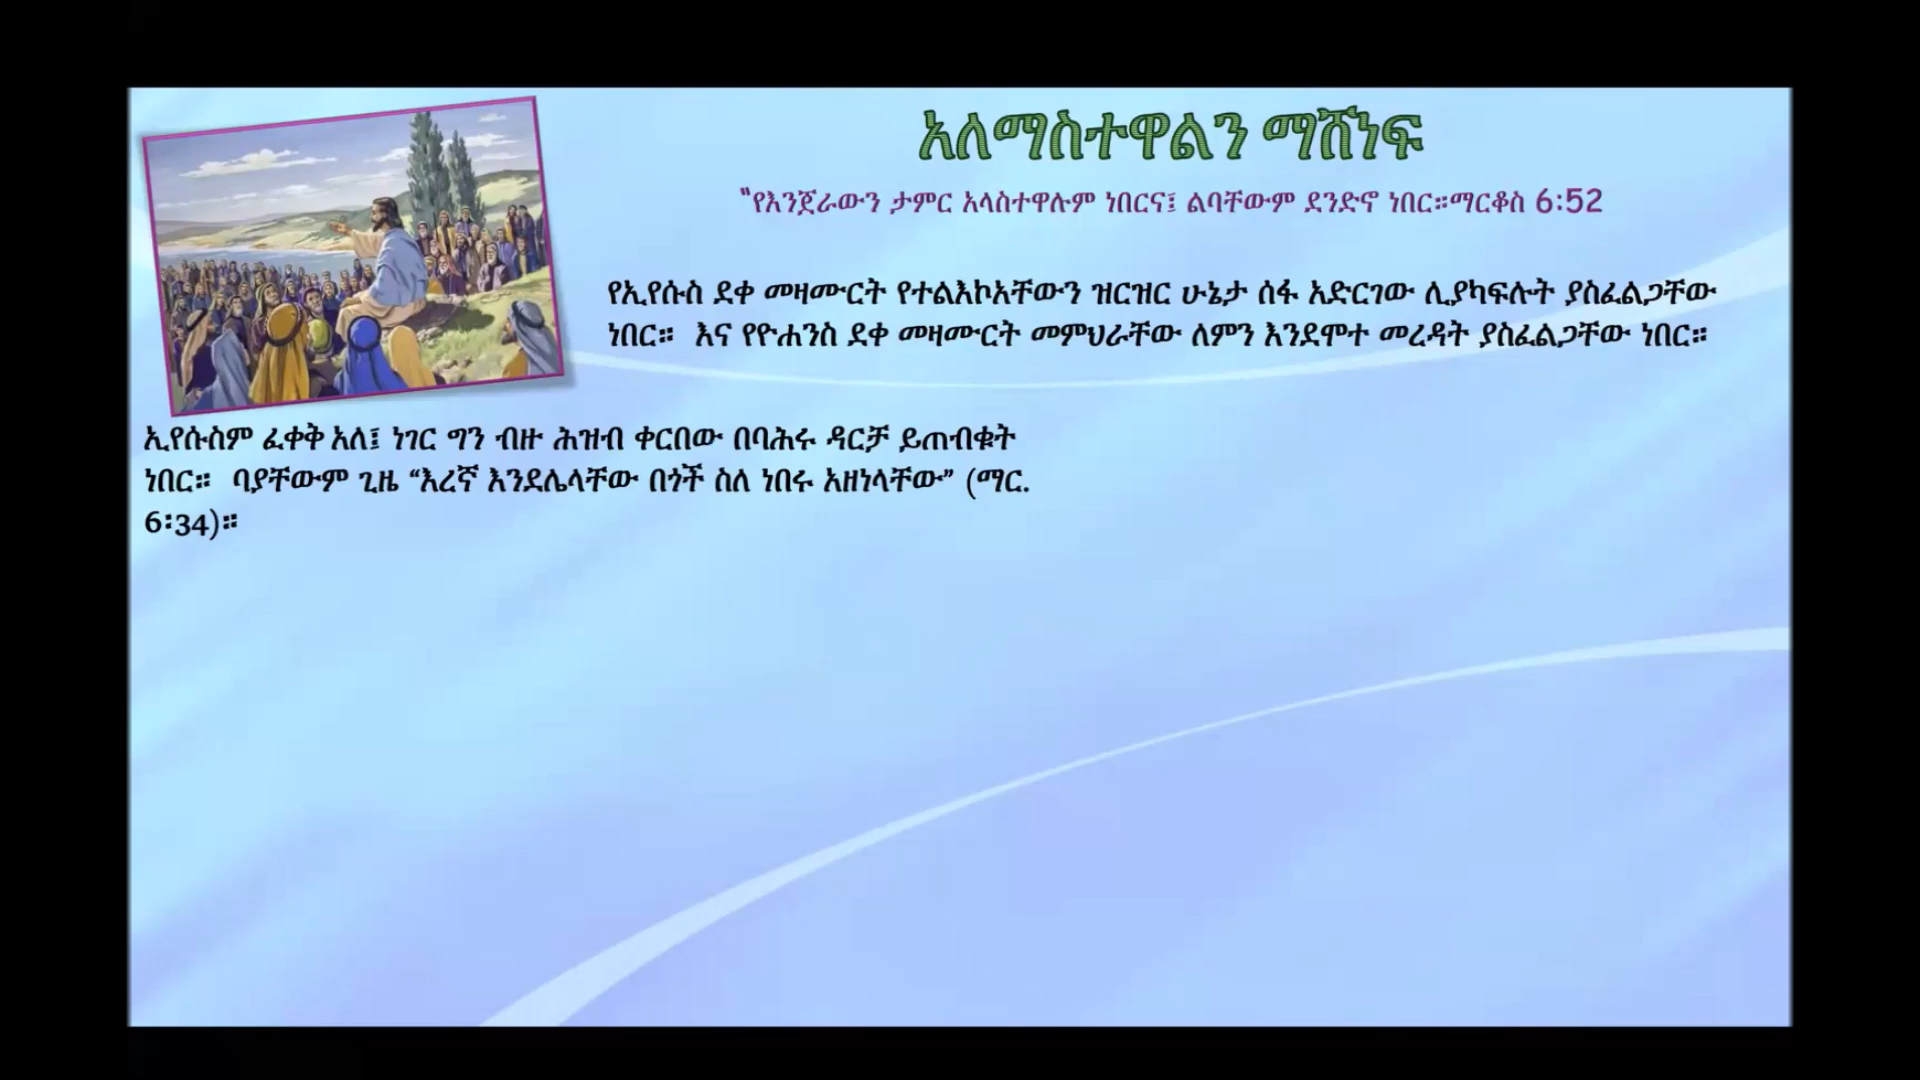 አለማስተዋልን ማሸነፍ
“የእንጀራውን ታምር አላስተዋሉም ነበርና፤ ልባቸውም ደንድኖ ነበር።ማርቆስ 6:52
የኢየሱስ ደቀ መዛሙርት የተልእኮአቸውን ዝርዝር ሁኔታ ሰፋ አድርገው ሊያካፍሉት ያስፈልጋቸው
ነበር። እና የዮሐንስ ደቀ መዛሙርት መምህራቸው ለምን እንደሞተ መረዳት ያስፈልጋቸው ነበር።
ኢየሱስም ፈቀቅ አለ፤ ነገር ግን ብዙ ሕዝብ ቀርበው በባሕሩ ዳርቻ ይጠብቁት
ነበር። ባያቸውም ጊዜ “እረኛ እንደሌላቸው በጎች ስለ ነበሩ አዘነላቸው” (ማር.
6፡34)።